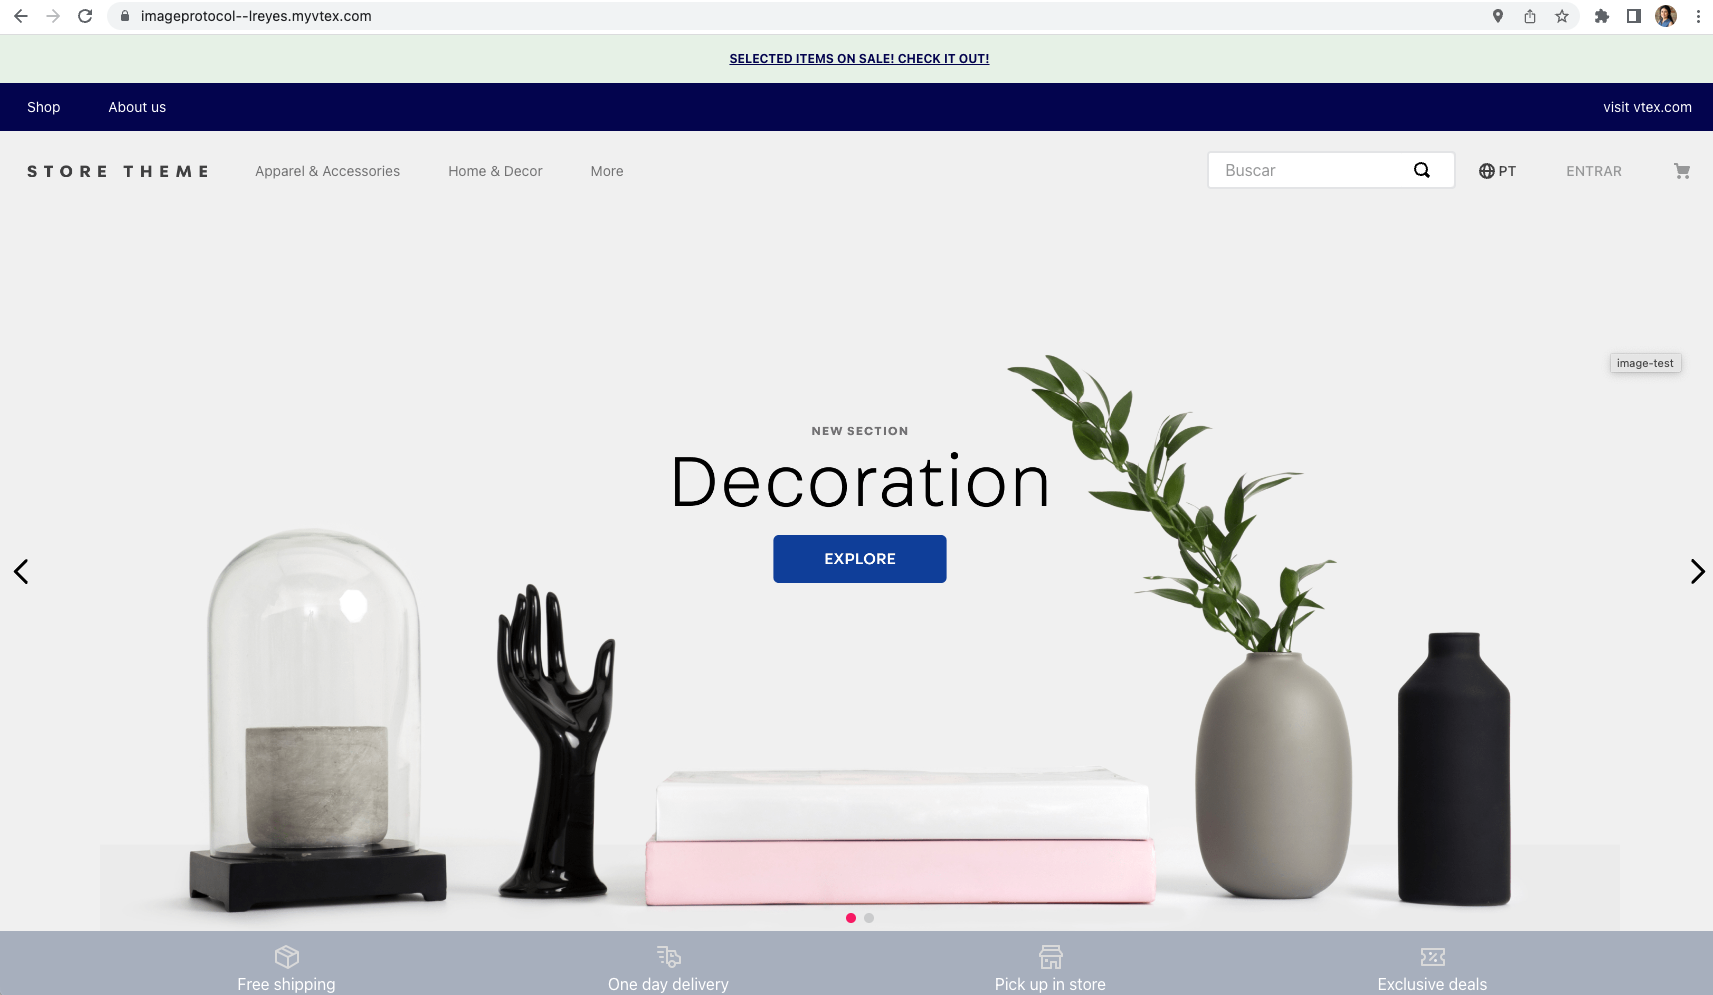 imageprotocol--lreyes.myvtex.com
SELECTED ITEMS ON SALE! CHECK IT OUT!
Shop
About us
visit vtex.com
STORE THEME
Apparel & Accessories
Home & Decor
More
Buscar
PT
ENTRAR
image-test
NEW SECTION
Decoration
EXPLORE
Free shipping
One day delivery
Pick up in store
Exclusive deals